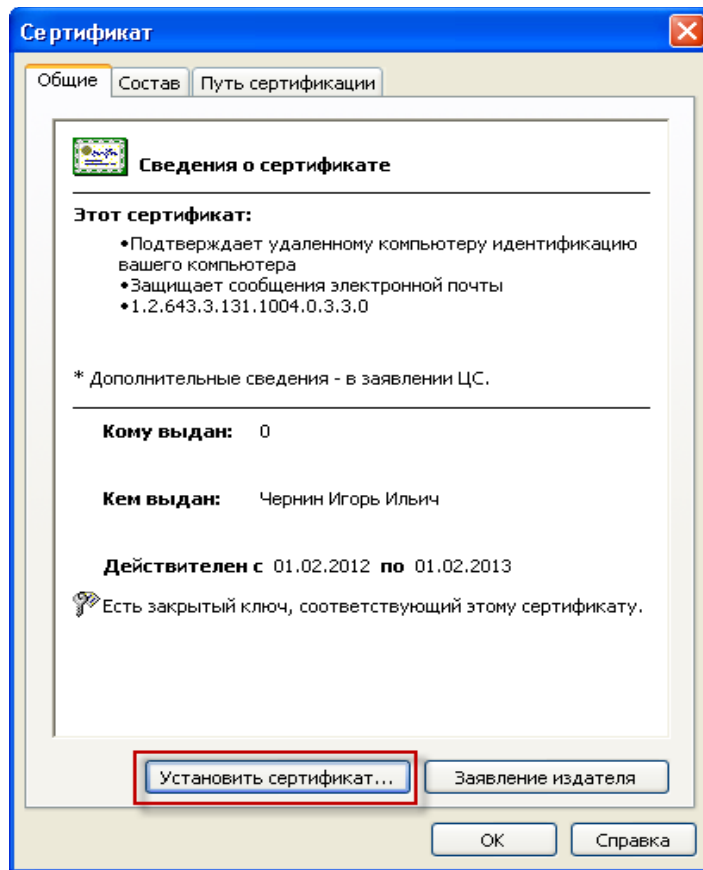 Сертификат
Общие Состав Путь сертификации
Сведения о сертификате
Этот сертификат:
•Подтверждает удаленному компьютеру идентификацию
вашего компьютера
•Защищает сообщения электронной почты
•1.2.643.3.131.1004.0.3.3.0
* Дополнительные сведения - в заявлении ЦС.
Кому выдан: 0
Кем выдан: Чернин Игорь Ильич
Действителен с 01.02.2012 по 01.02.2013
Есть закрытый ключ, соответствующий этому сертификату.
Установить сертификат... Заявление издателя
ОК Справка